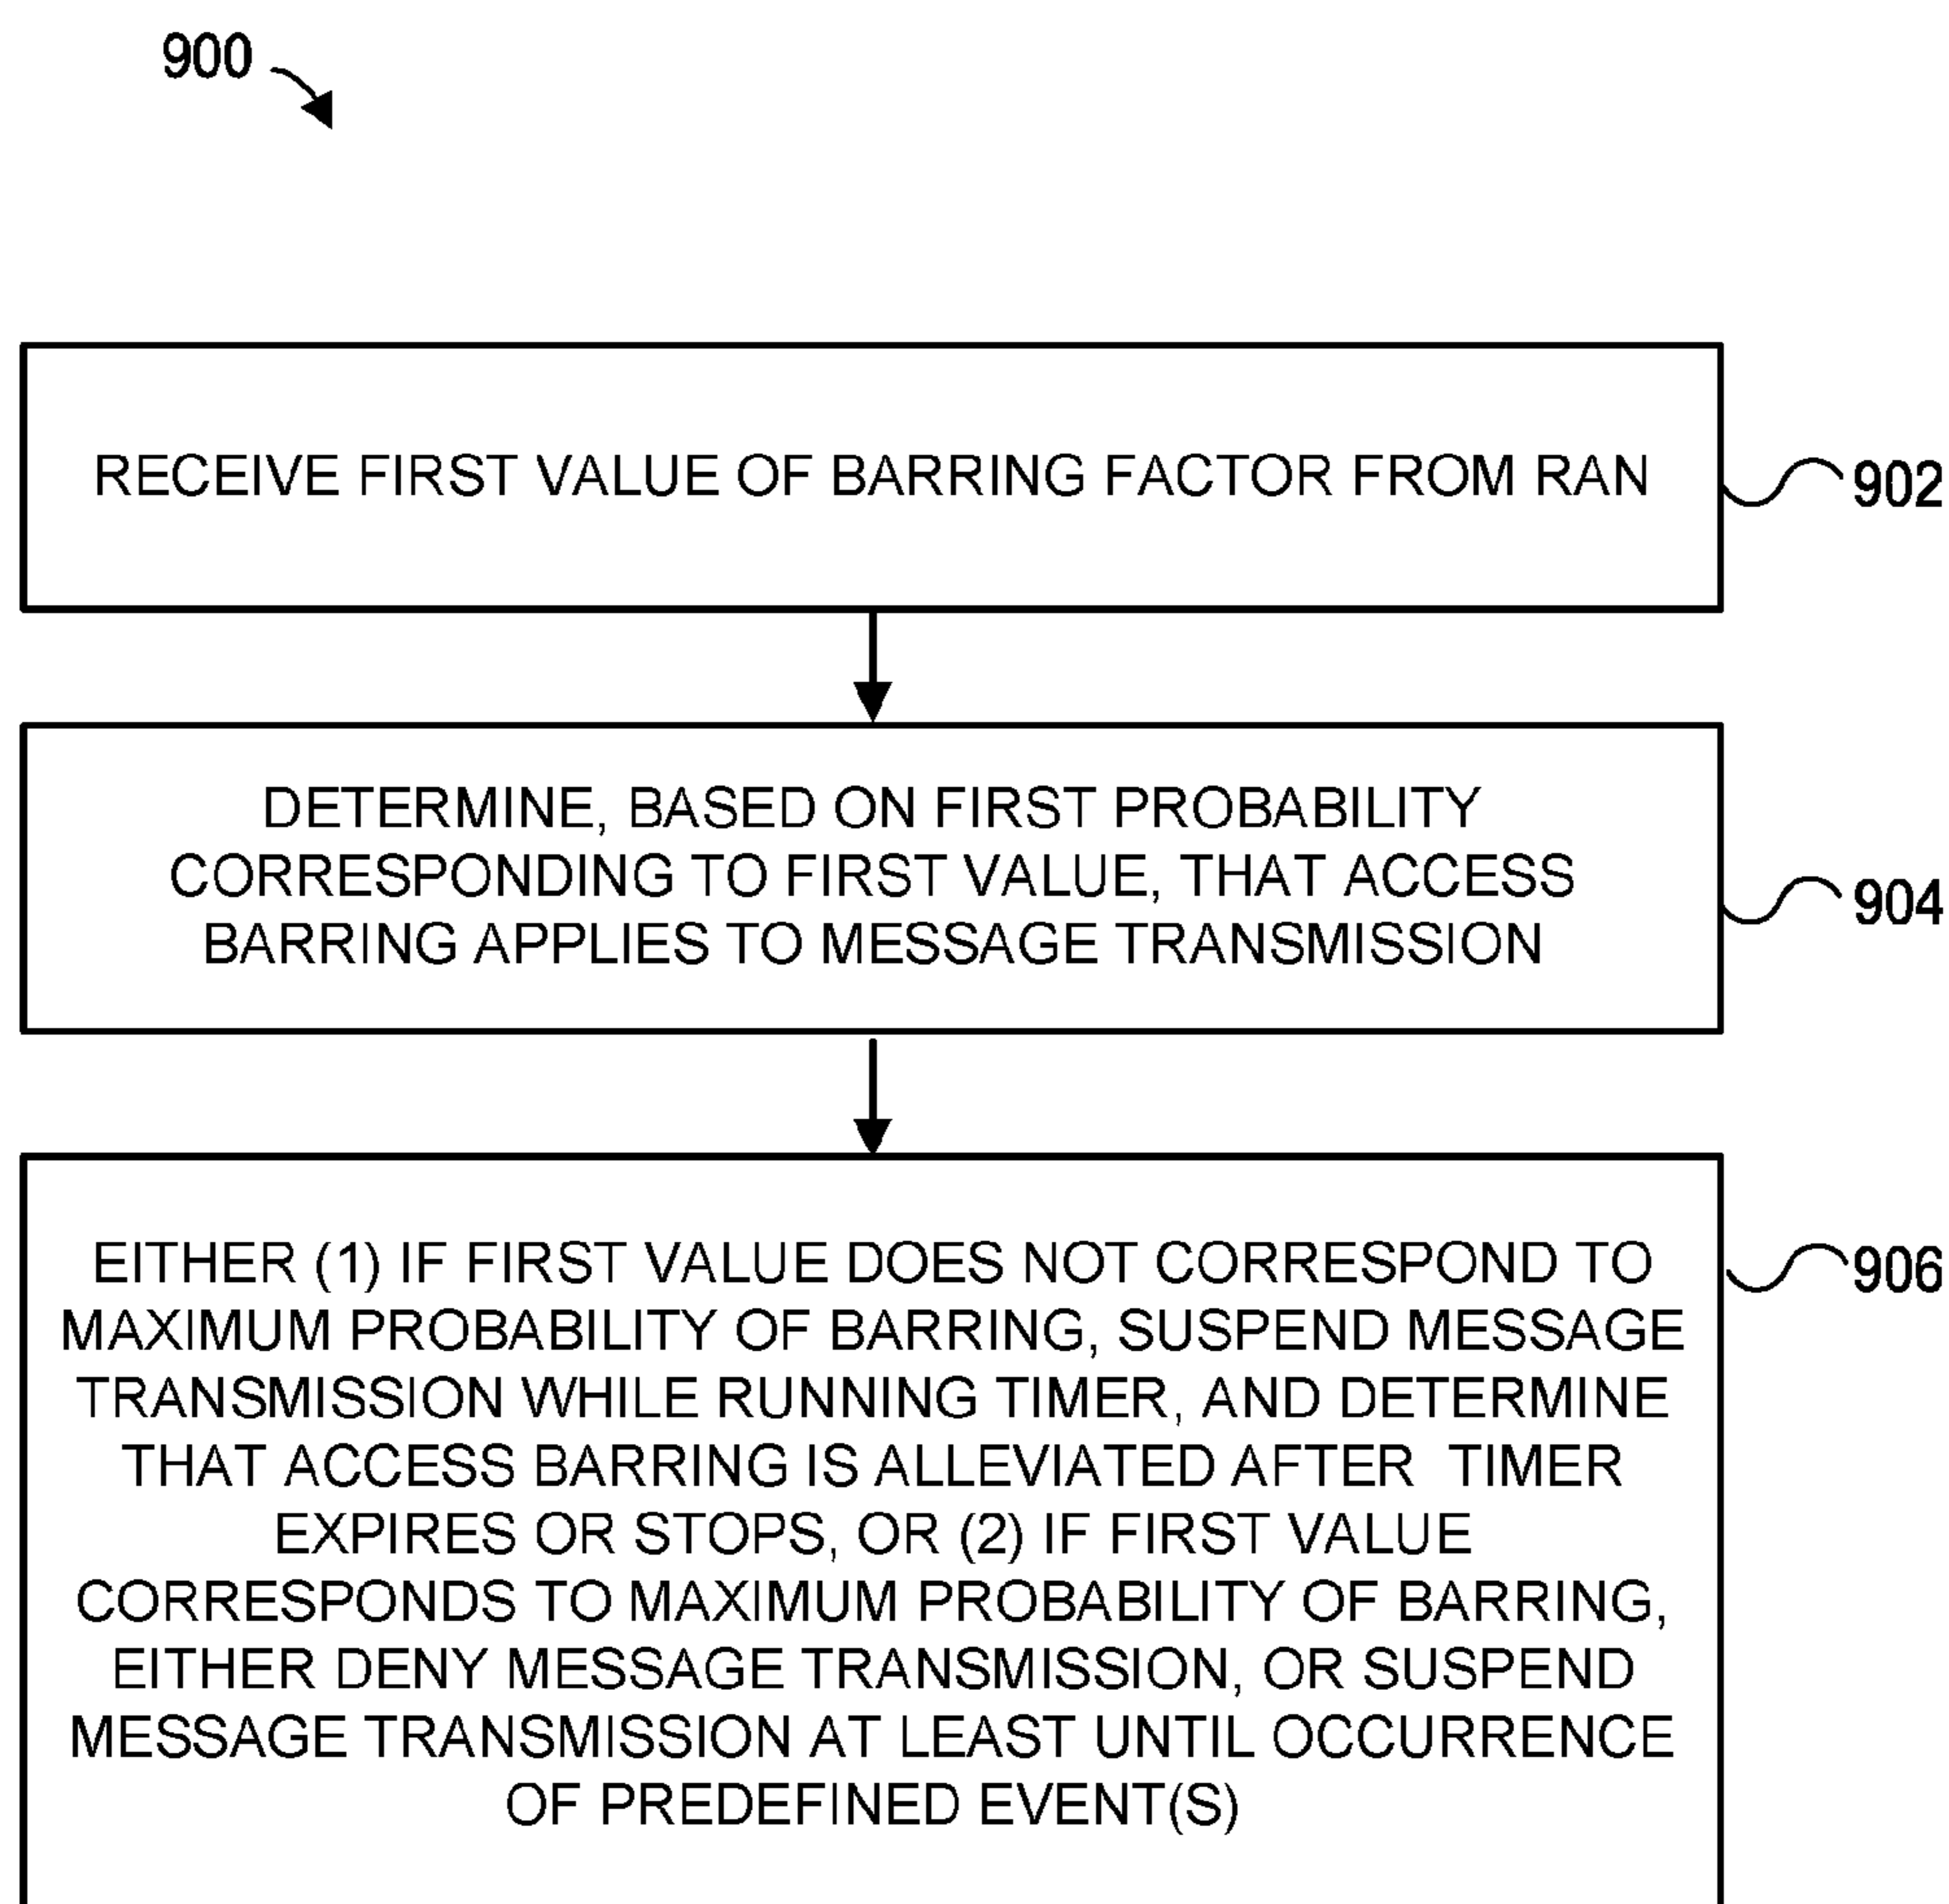 900
RECEIVE FIRST VALUE OF BARRING FACTOR FROM RAN
902
DETERMINE, BASED ON FIRST PROBABILITY
CORRESPONDING TO FIRST VALUE, THAT ACCESS
BARRING APPLIES TO MESSAGE TRANSMISSION
904
EITHER (1) IF FIRST VALUE DOES NOT CORRESPOND TO
MAXIMUM PROBABILITY OF BARRING, SUSPEND MESSAGE
TRANSMISSION WHILE RUNNING TIMER, AND DETERMINE
THAT ACCESS BARRING IS ALLEVIATED AFTER TIMER
EXPIRES OR STOPS, OR (2) IF FIRST VALUE
CORRESPONDS TO MAXIMUM PROBABILITY OF BARRING,
EITHER DENY MESSAGE TRANSMISSION, OR SUSPEND
MESSAGE TRANSMISSION AT LEAST UNTIL OCCURRENCE
OF PREDEFINED EVENT(S)
906